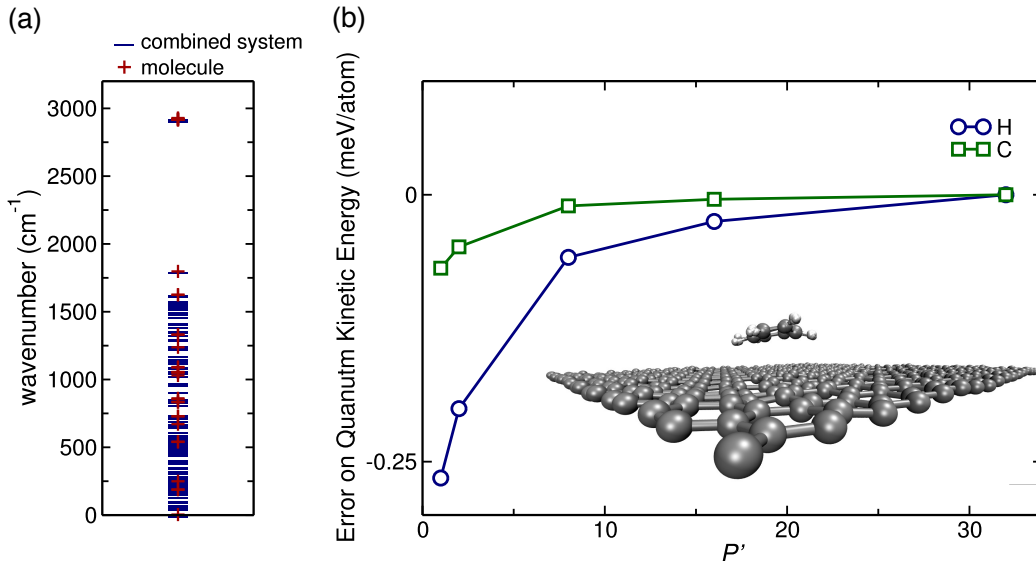 (a)
combined system
molecule
wavenumber (cm⁻¹)
3000
2500
2000
1500
1000
500
0
(b)
Error on Quanutm Kinetic Energy (meV/atom)
0
-0.25
H
C
0
10
20
30
P'